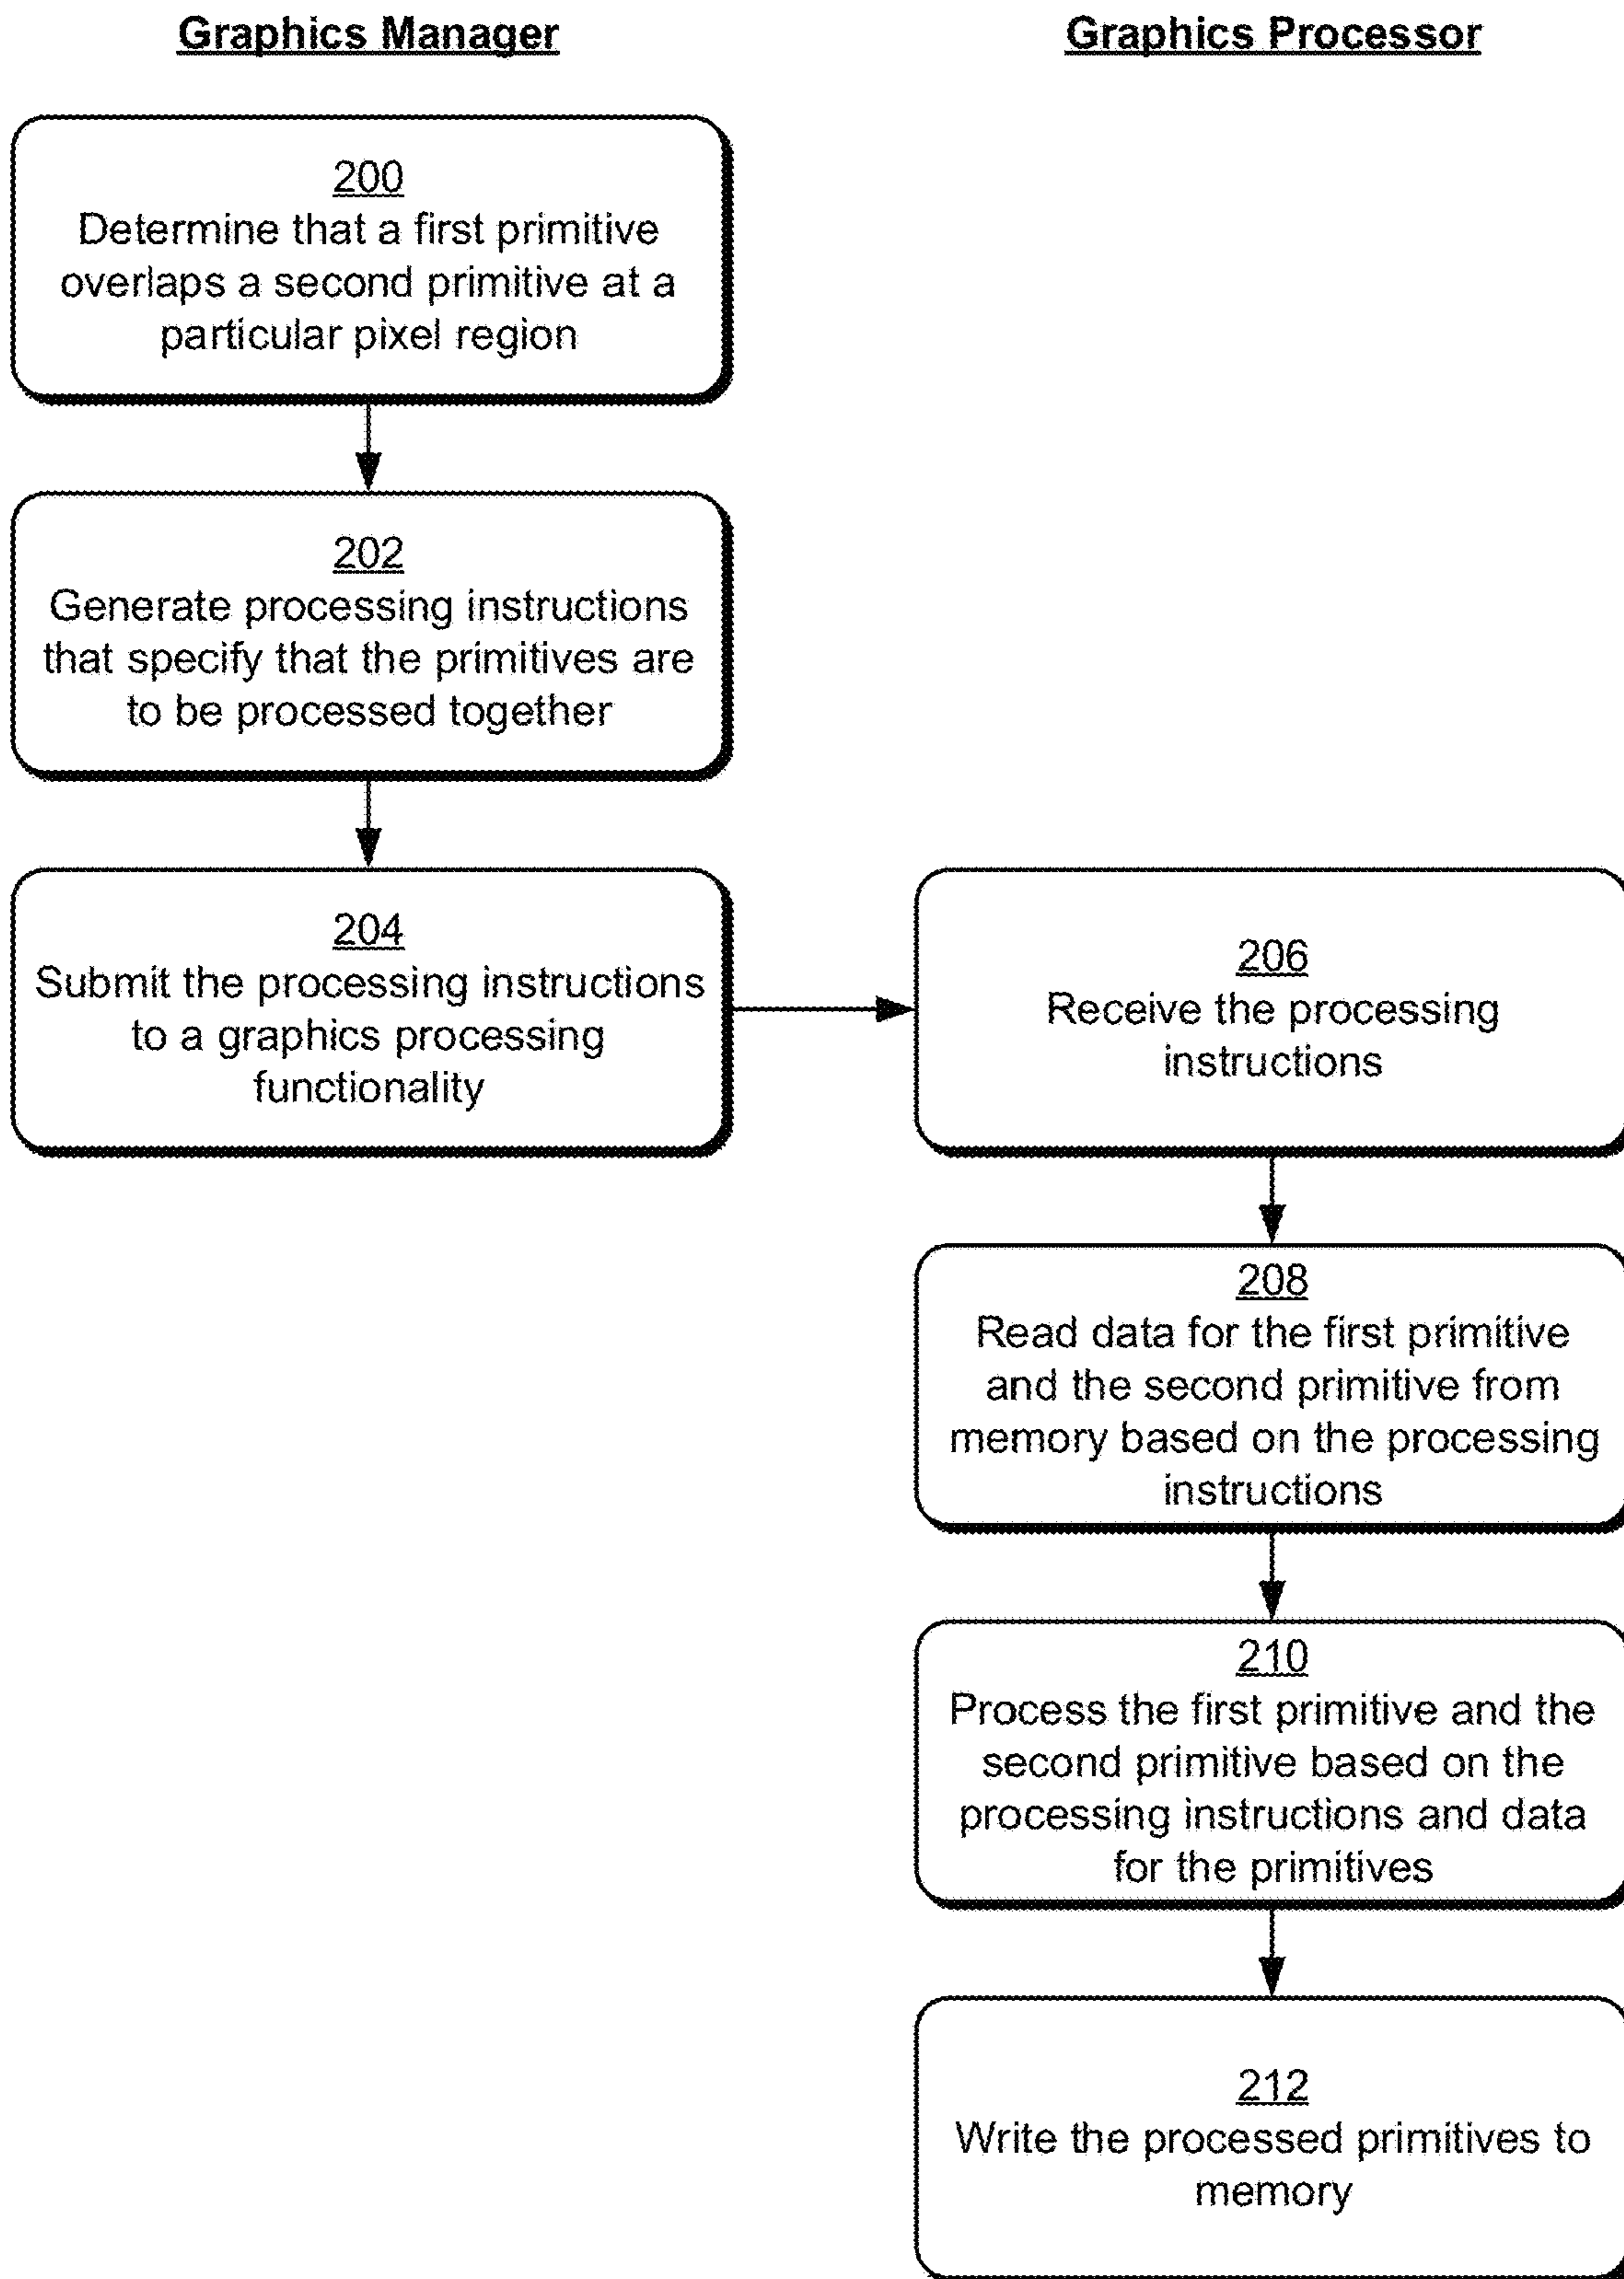 Graphics Manager
Graphics Processor
200
Determine that a first primitive
overlaps a second primitive at a
particular pixel region
202
Generate processing instructions
that specify that the primitives are
to be processed together
204
Submit the processing instructions
to a graphics processing
functionality
206
Receive the processing
instructions
208
Read data for the first primitive
and the second primitive from
memory based on the processing
instructions
210
Process the first primitive and the
second primitive based on the
processing instructions and data
for the primitives
212
Write the processed primitives to
memory